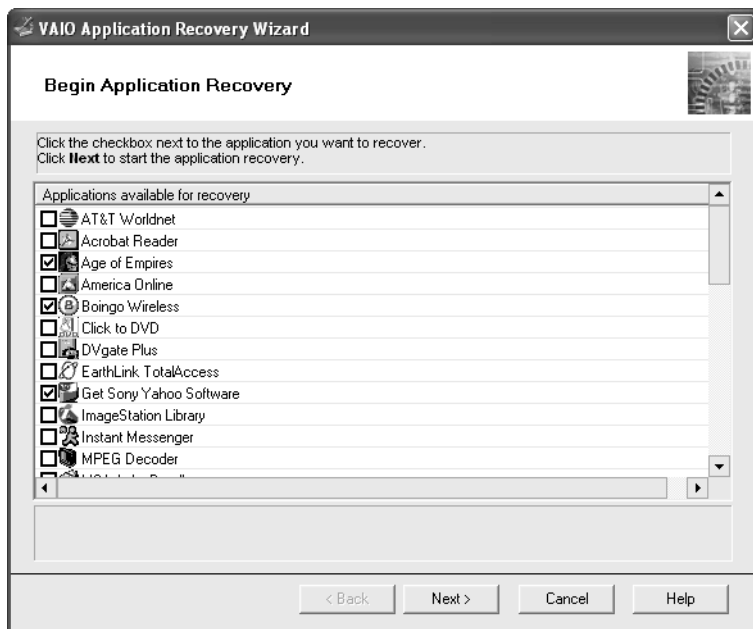 VAIO Application Recovery Wizard
Begin Application Recovery
Click the checkbox next to the application you want to recover.
Click Next to start the application recovery.
Applications available for recovery
AT&T Worldnet
Acrobat Reader
Age of Empires
America Online
Boingo Wireless
Click to DVD
DVgate Plus
EarthLink TotalAccess
Get Sony Yahoo Software
ImageStation Library
Instant Messenger
MPEG Decoder
< Back Next > Cancel Help